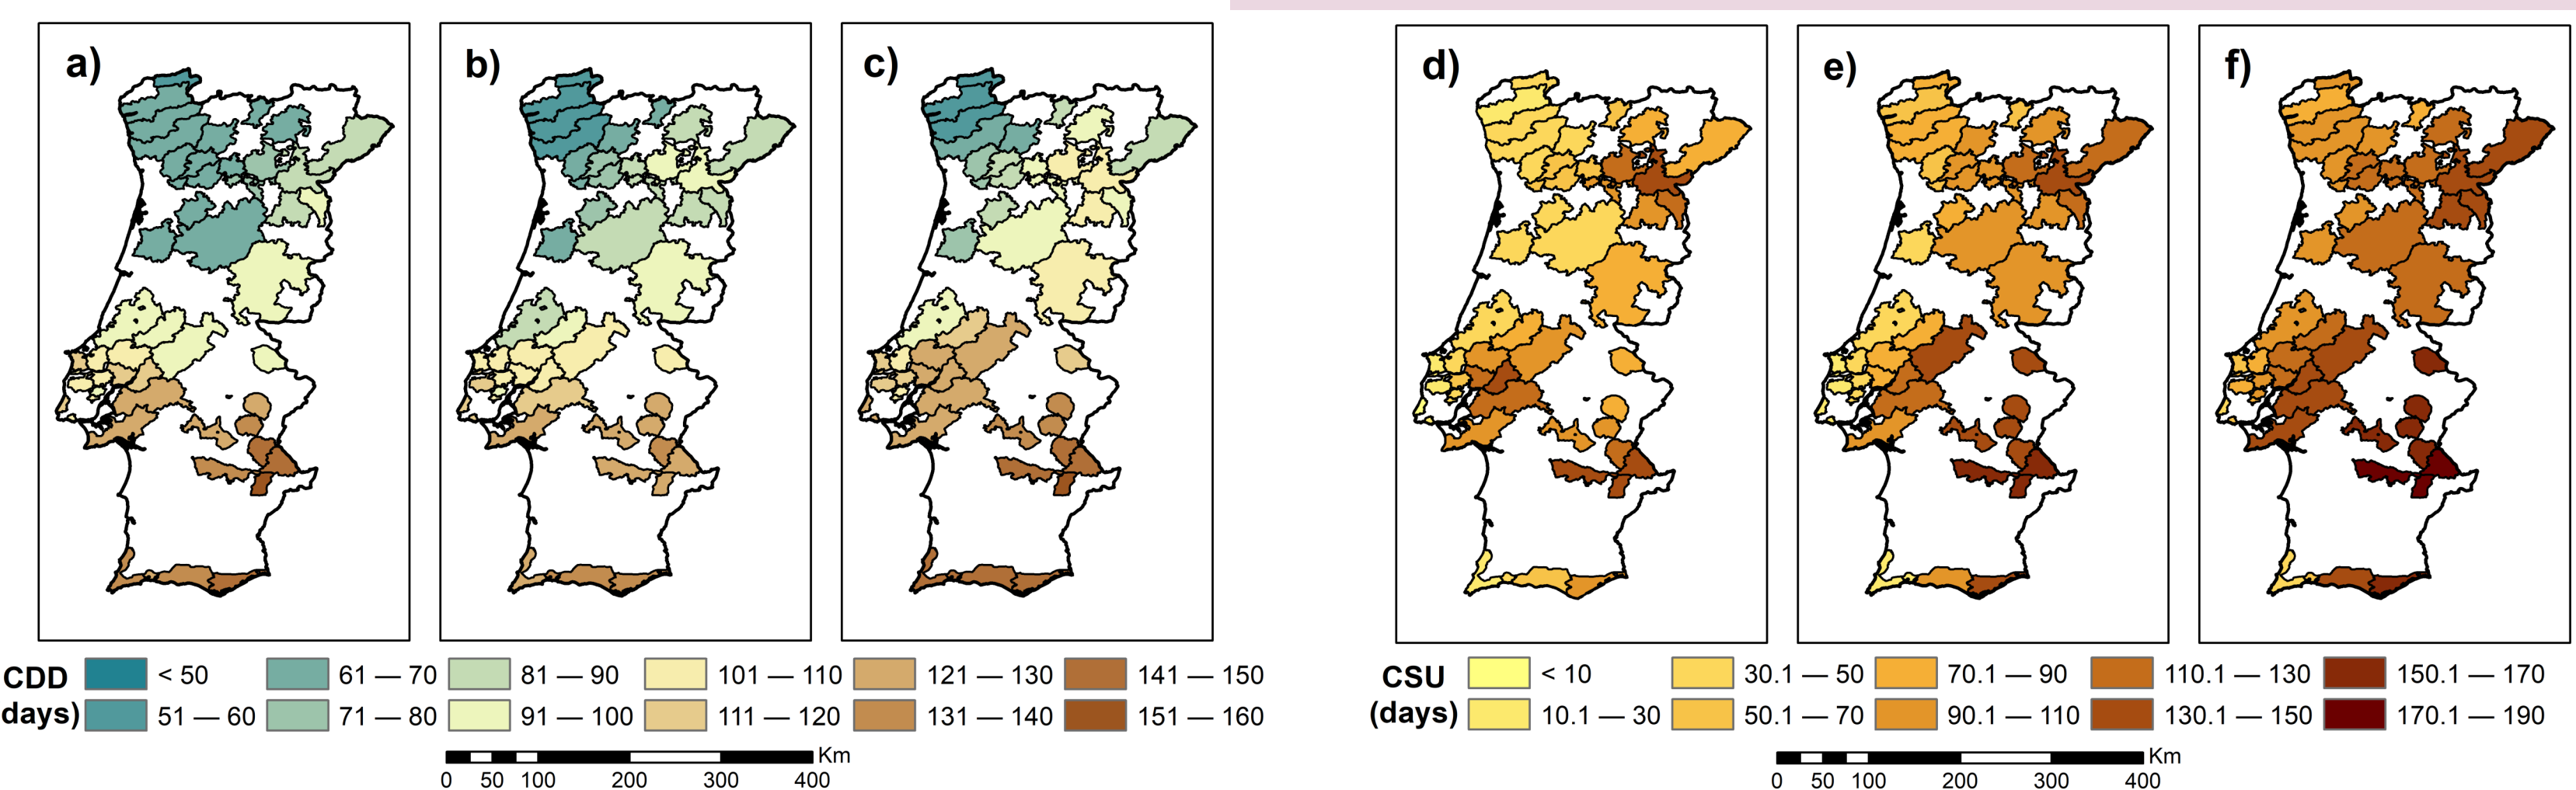 a)
b)
c)
d)
e)
f)
CDD
days)
< 50
61 — 70
81 — 90
101 — 110
121 — 130
141 — 150
51 — 60
71 — 80
91 — 100
111 — 120
131 — 140
151 — 160
Km
0 50 100 200 300 400
CSU
(days)
< 10
30.1 — 50
70.1 — 90
110.1 — 130
150.1 — 170
10.1 — 30
50.1 — 70
90.1 — 110
130.1 — 150
170.1 — 190
Km
0 50 100 200 300 400